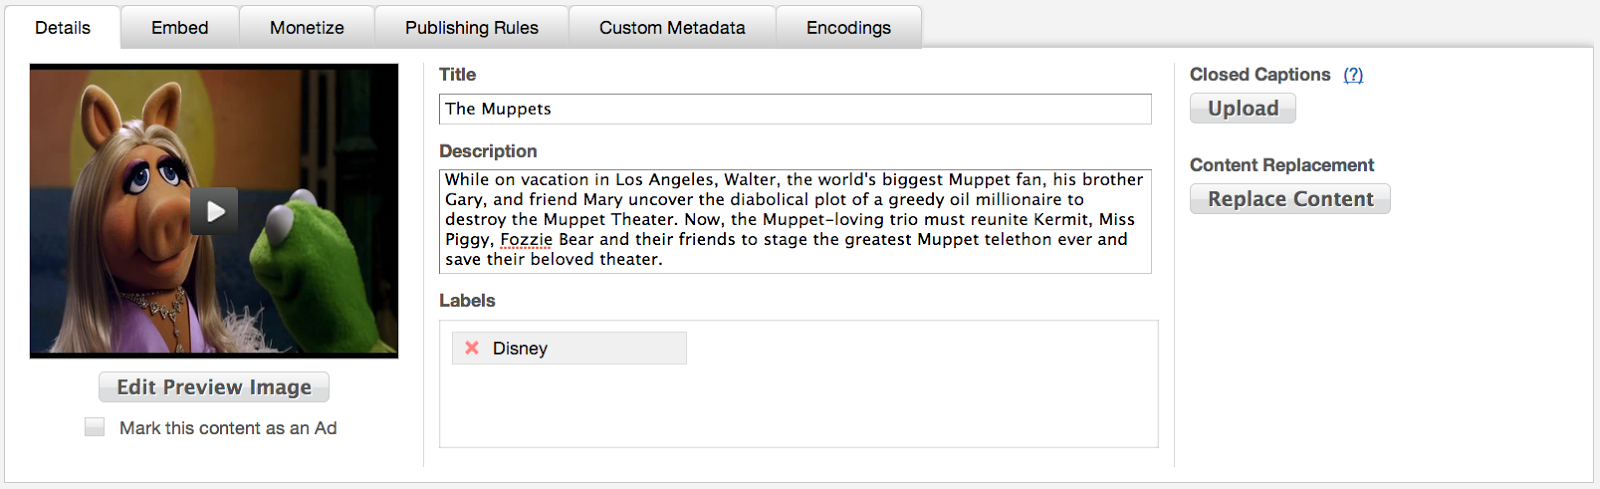 Details Embed Monetize Publishing Rules Custom Metadata Encodings
Edit Preview Image
Mark this content as an Ad
Title
The Muppets
Description
While on vacation in Los Angeles, Walter, the world's biggest Muppet fan, his brother
Gary, and friend Mary uncover the diabolical plot of a greedy oil millionaire to
destroy the Muppet Theater. Now, the Muppet-loving trio must reunite Kermit, Miss
Piggy, Fozzie Bear and their friends to stage the greatest Muppet telethon ever and
save their beloved theater.
Labels
Disney
Closed Captions (?)
Upload
Content Replacement
Replace Content